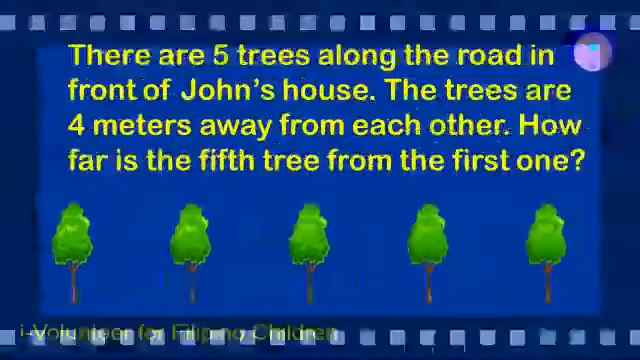 There are 5 trees along the road in
front of John's house. The trees are
4 meters away from each other. How
far is the fifth tree from the first one?
i-Volunteer for Filipino Children